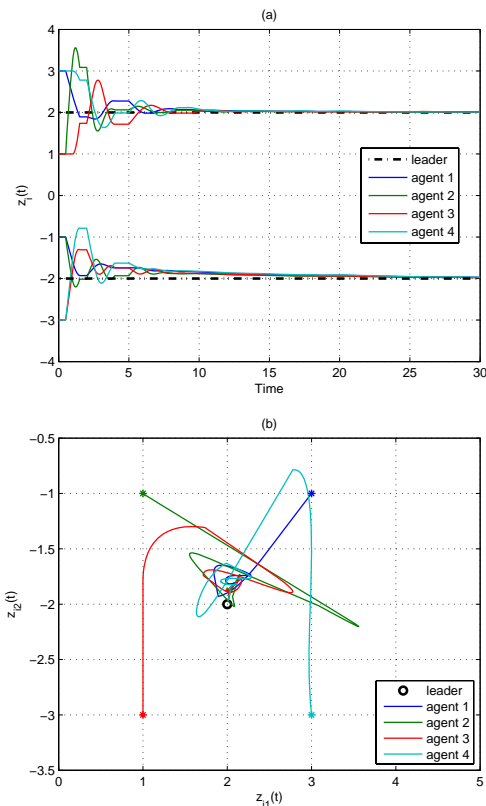 (a)
4
3
2
1
0
−1
−2
−3
−4
z_i(t)
leader
agent 1
agent 2
agent 3
agent 4
0 5 10 15 20 25 30
Time
(b)
−0.5
−1
−1.5
−2
−2.5
−3
−3.5
z_i2(t)
leader
agent 1
agent 2
agent 3
agent 4
0 1 2 3 4 5
z_i1(t)